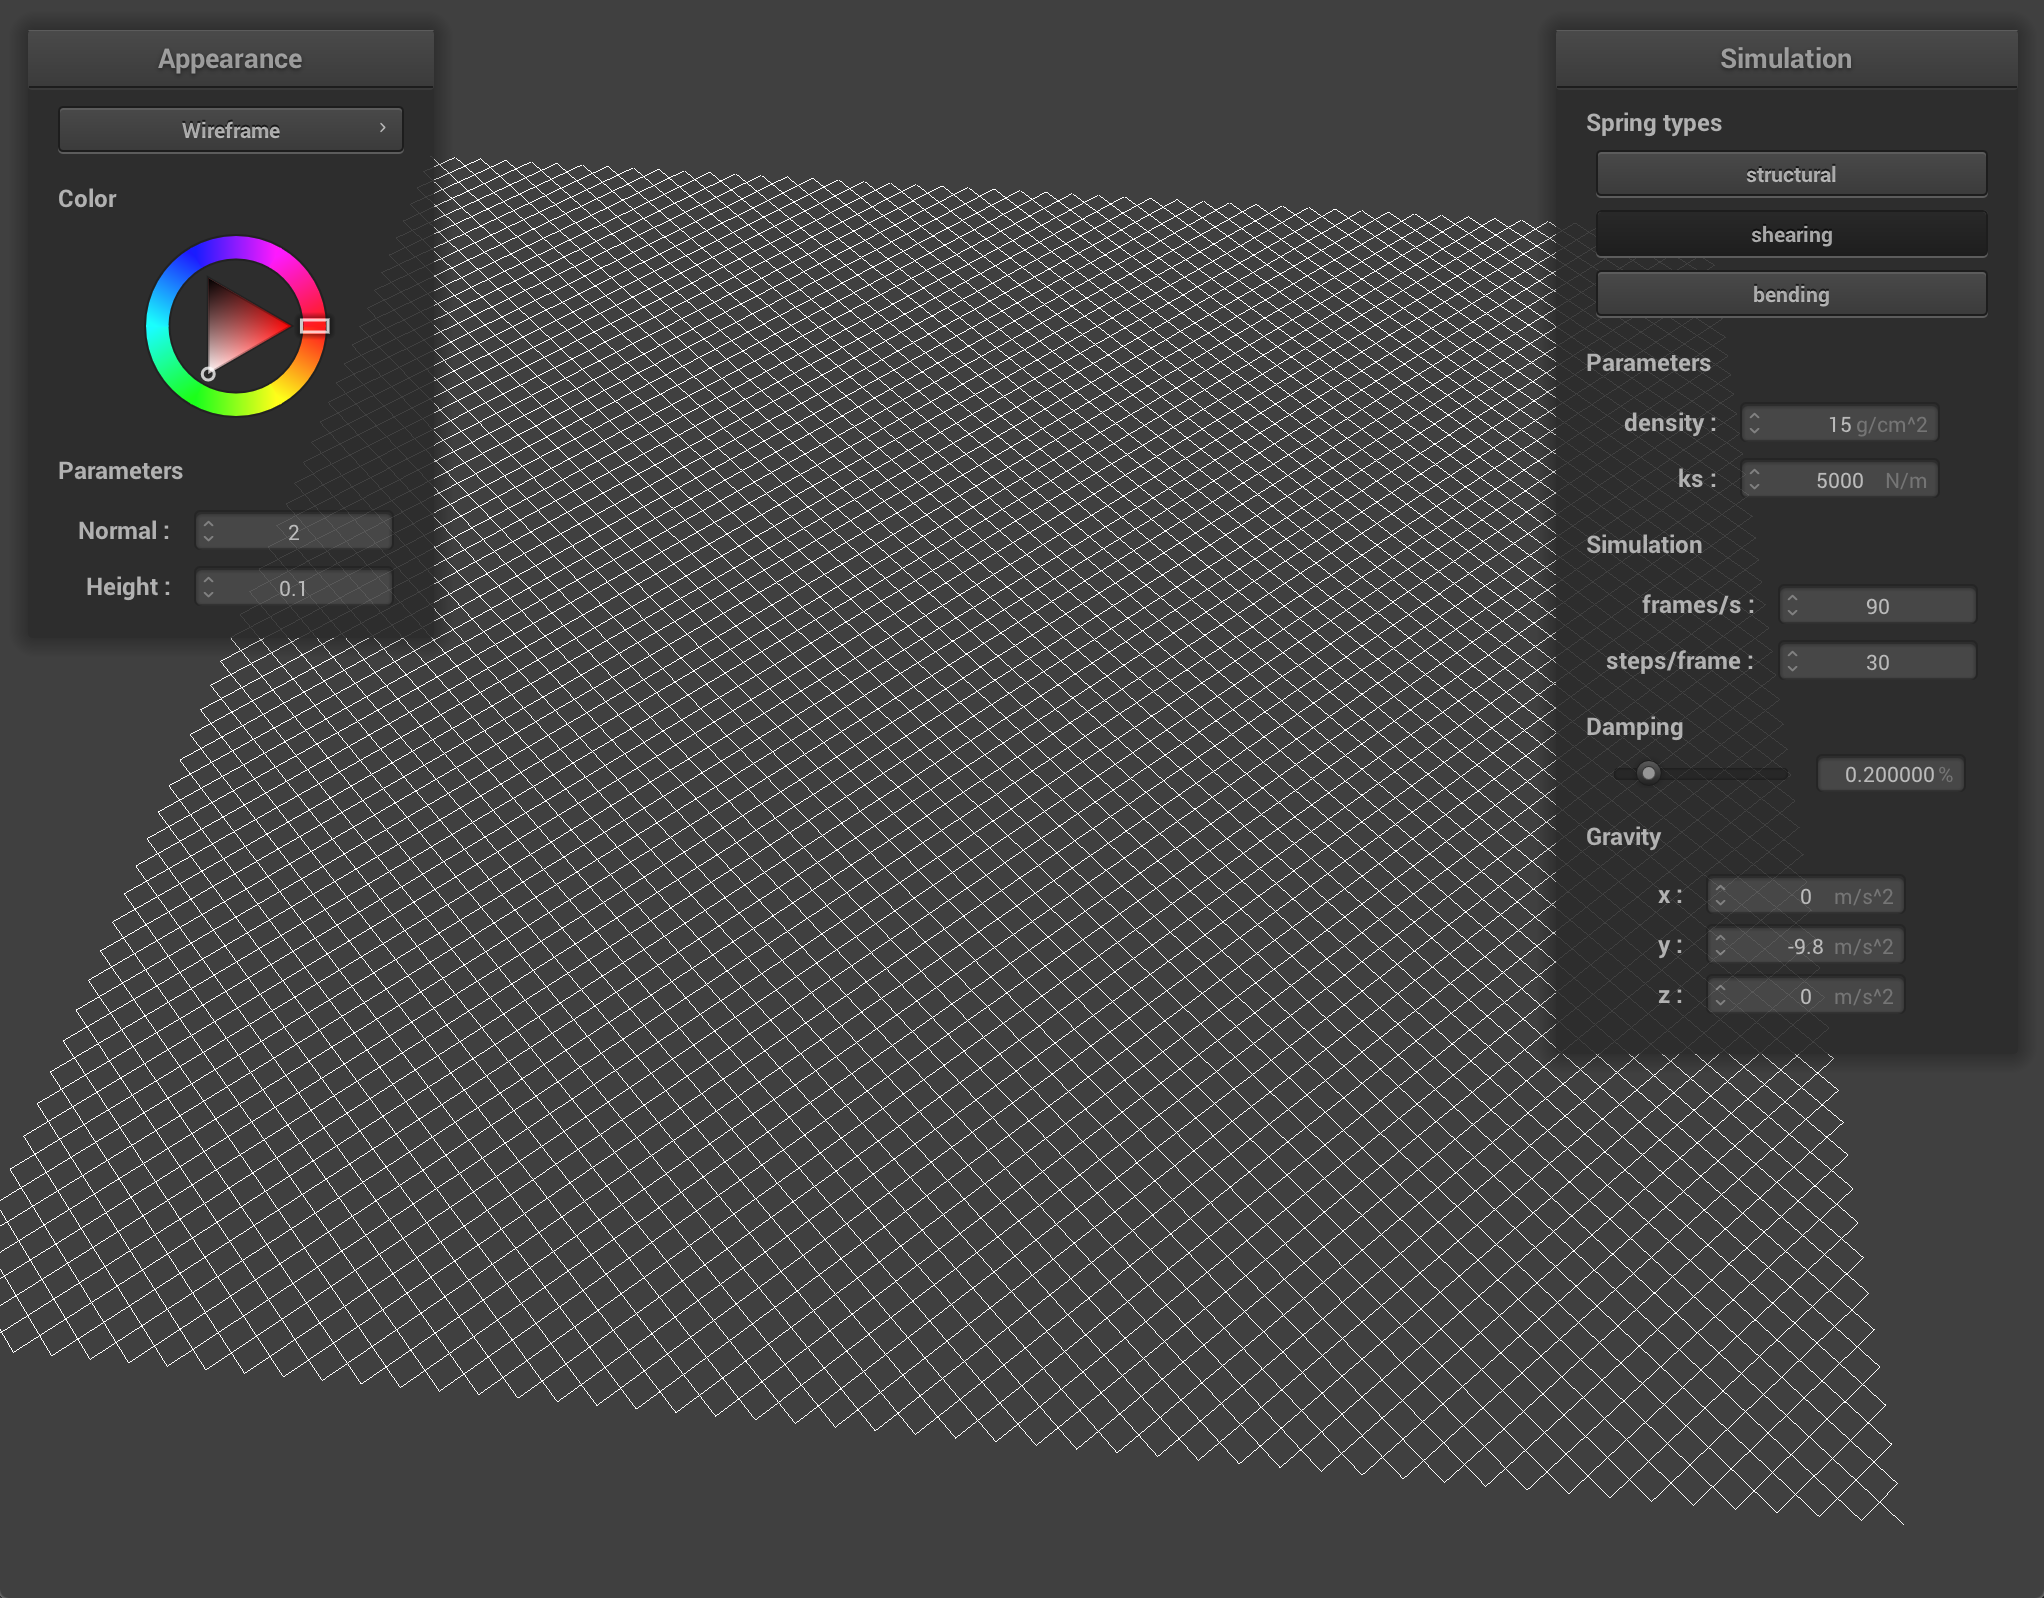 Appearance
Wireframe
Color
Parameters
Normal : 2
Height : 0.1
Simulation
Spring types
structural
shearing
bending
Parameters
density : 15 g/cm^2
ks : 5000 N/m
Simulation
frames/s : 90
steps/frame : 30
Damping
0.200000 %
Gravity
x : 0 m/s^2
y : -9.8 m/s^2
z : 0 m/s^2